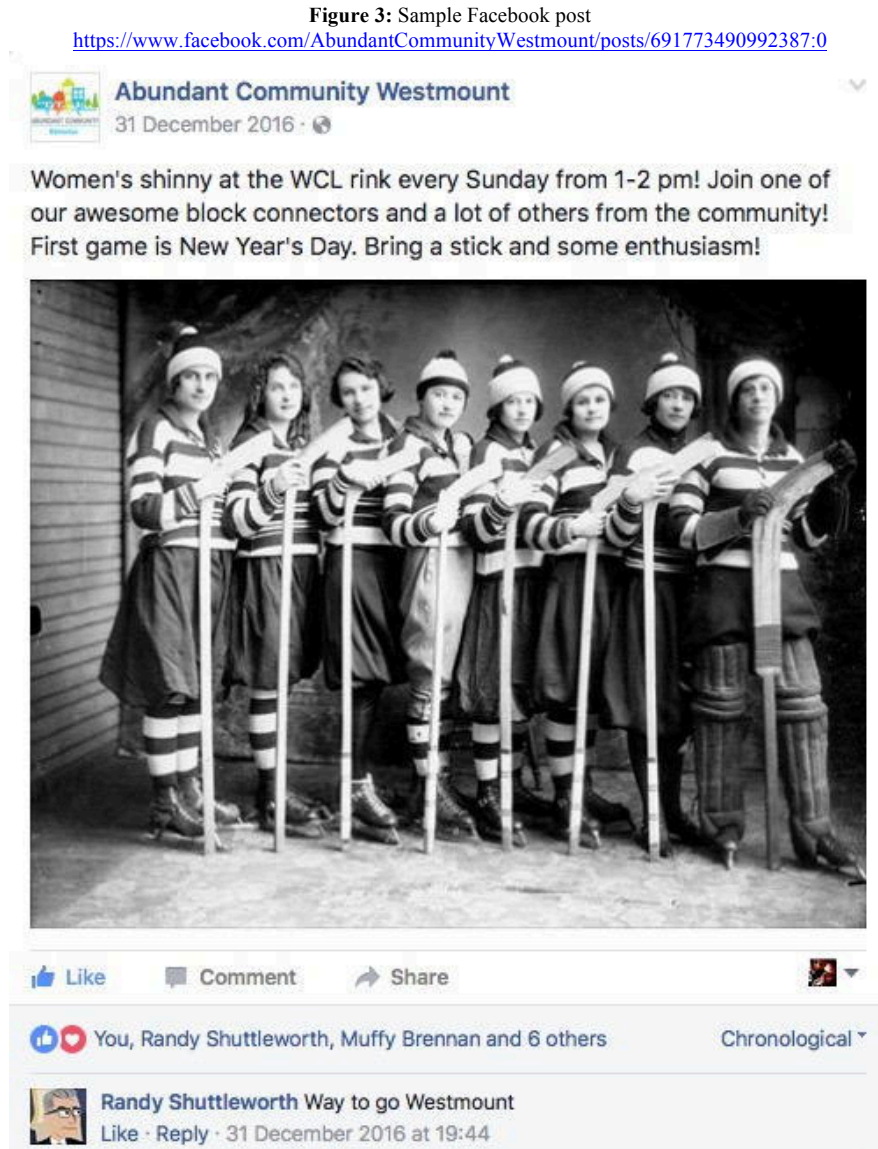 Figure 3: Sample Facebook post
https://www.facebook.com/AbundantCommunityWestmount/posts/691773490992387:0
Abundant Community Westmount
31 December 2016 ·
Women's shinny at the WCL rink every Sunday from 1-2 pm! Join one of
our awesome block connectors and a lot of others from the community!
First game is New Year's Day. Bring a stick and some enthusiasm!
Like Comment Share
You, Randy Shuttleworth, Muffy Brennan and 6 others Chronological
Randy Shuttleworth Way to go Westmount
Like · Reply · 31 December 2016 at 19:44